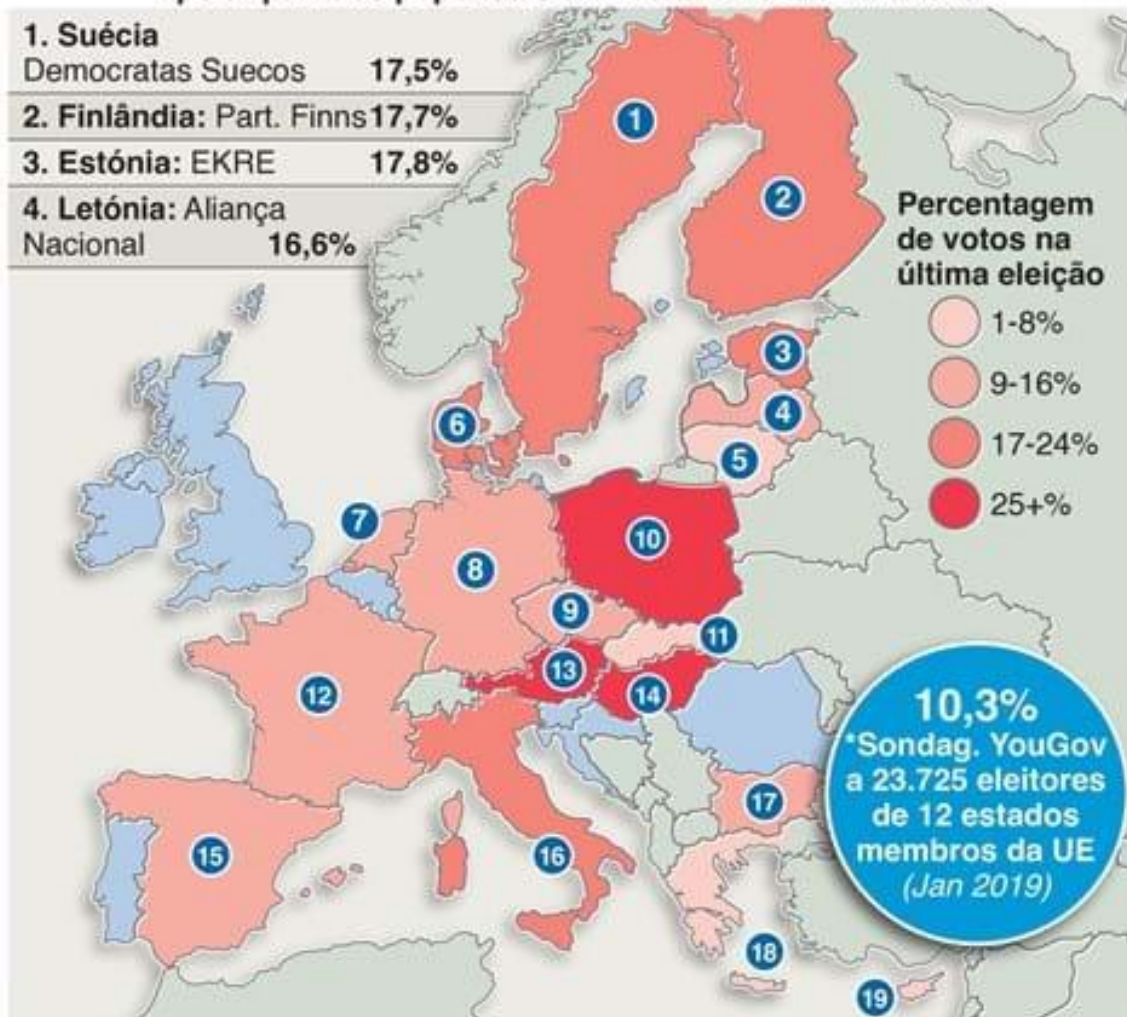 1. Suécia
Democratas Suecos 17,5%
2. Finlândia: Part. Finns 17,7%
3. Estónia: EKRE 17,8%
4. Letónia: Aliança
Nacional 16,6%
Percentagem
de votos na
última eleição
1-8%
9-16%
17-24%
25+%
1
2
3
4
5
6
7
8
9
10
11
12
13
14
15
16
17
18
19
10,3%
*Sondag. YouGov
a 23.725 eleitores
de 12 estados
membros da UE
(Jan 2019)